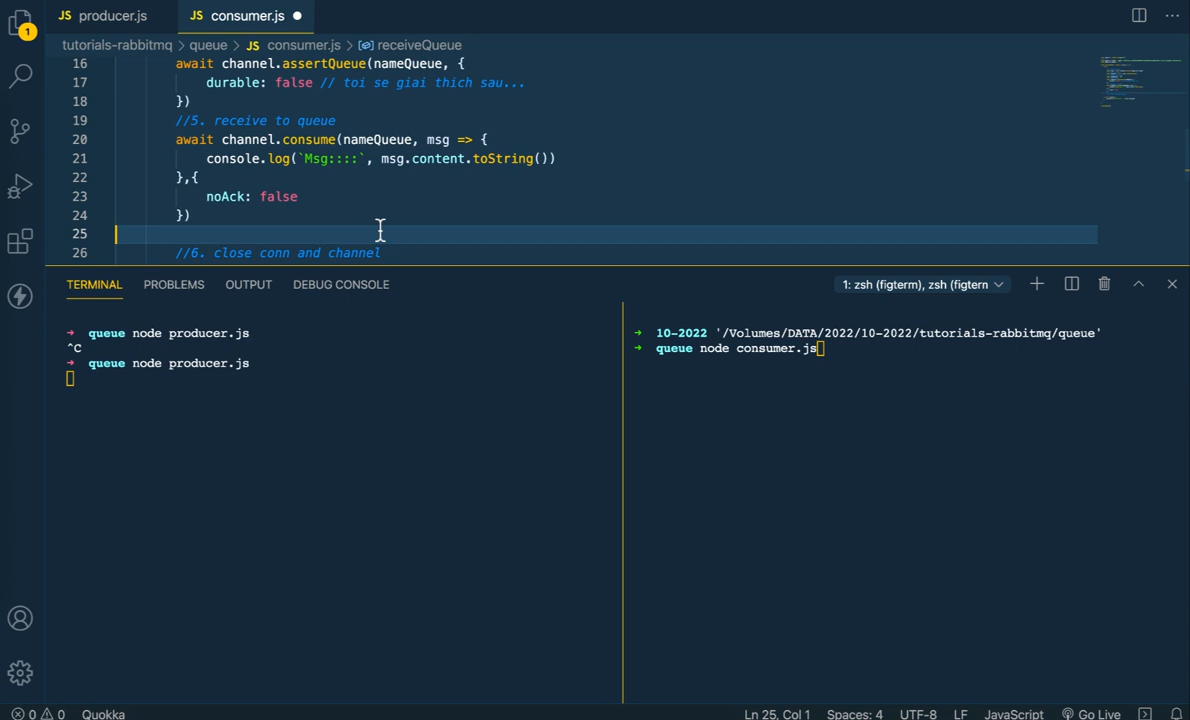 JS producer.js
JS consumer.js
1
tutorials-rabbitmq > queue > JS consumer.js > receiveQueue
16 await channel.assertQueue(nameQueue, {
17 durable: false // toi se giai thich sau...
18 })
19 //5. receive to queue
20 await channel.consume(nameQueue, msg => {
21 console.log(`Msg::::`, msg.content.toString())
22 },{
23 noAck: false
24 })
25
26 //6. close conn and channel
TERMINAL PROBLEMS OUTPUT DEBUG CONSOLE
1: zsh (figterm), zsh (figtern
→ queue node producer.js
^C
→ queue node producer.js
→ 10-2022 '/Volumes/DATA/2022/10-2022/tutorials-rabbitmq/queue'
→ queue node consumer.js
0 0 Quokka
Ln 25, Col 1 Spaces: 4 UTF-8 LF JavaScript Go Live